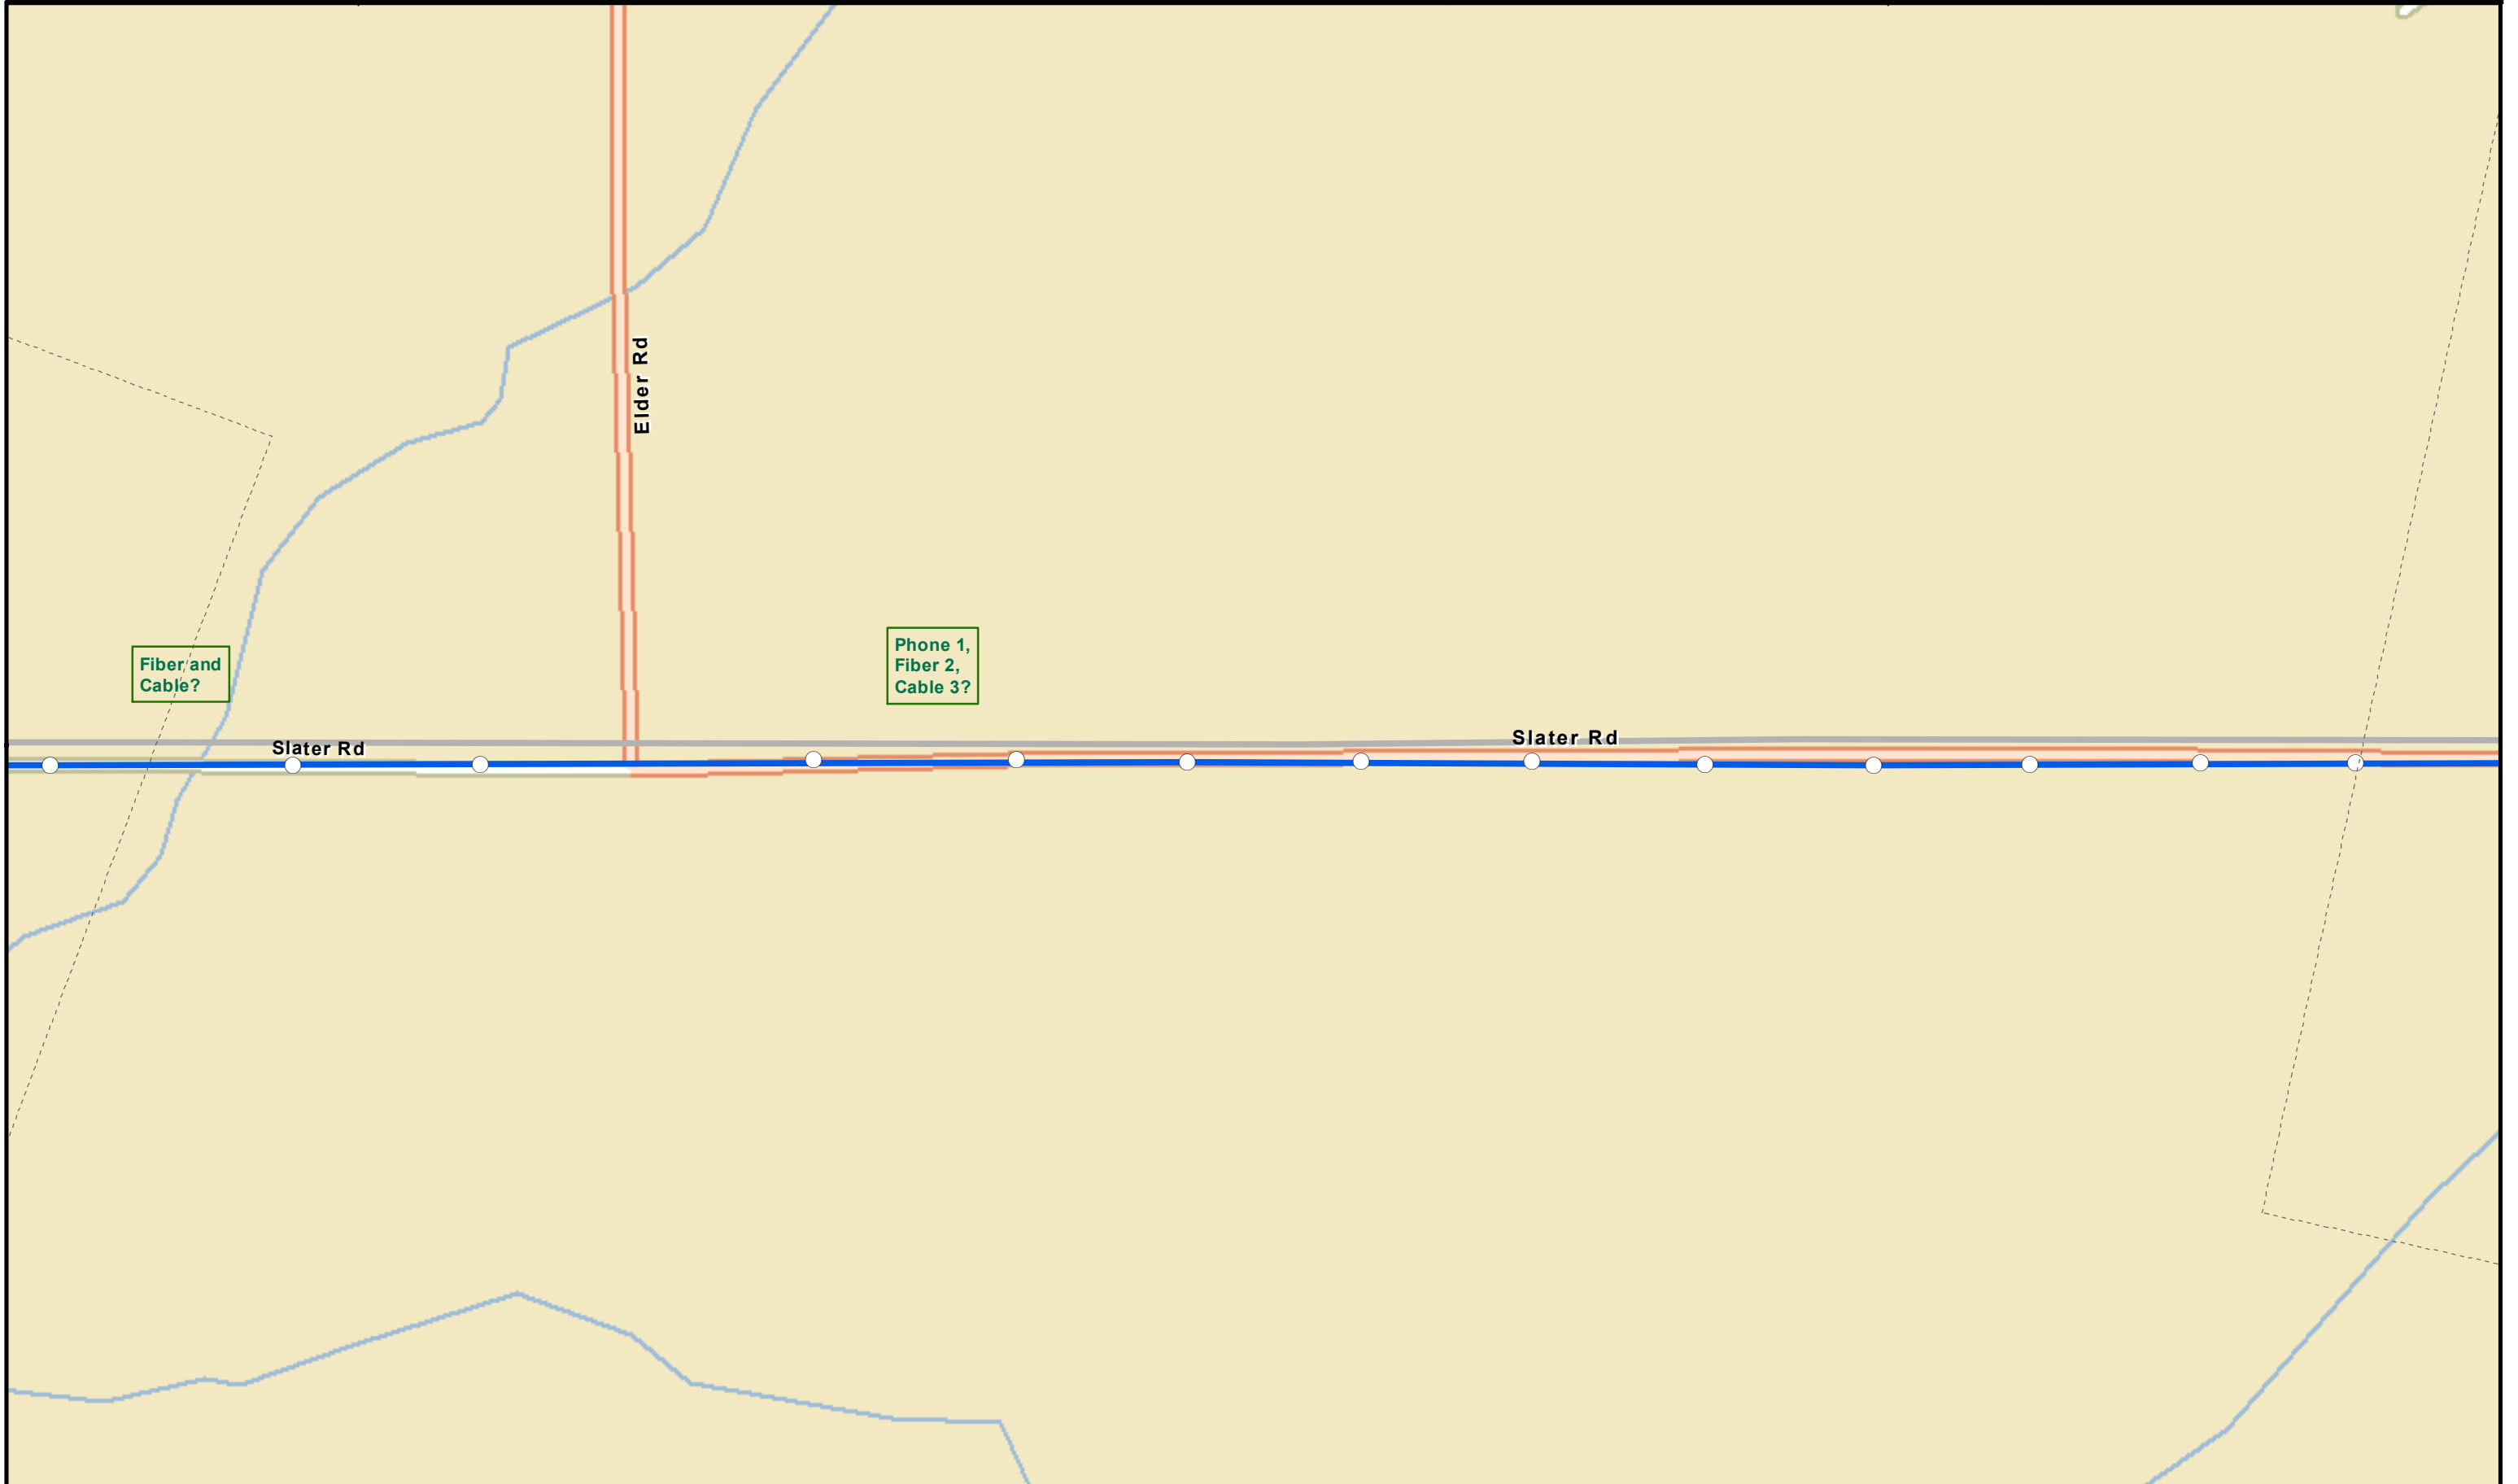 Elder Rd
Fiber and
Cable?
Phone 1,
Fiber 2,
Cable 3?
Slater Rd
Slater Rd